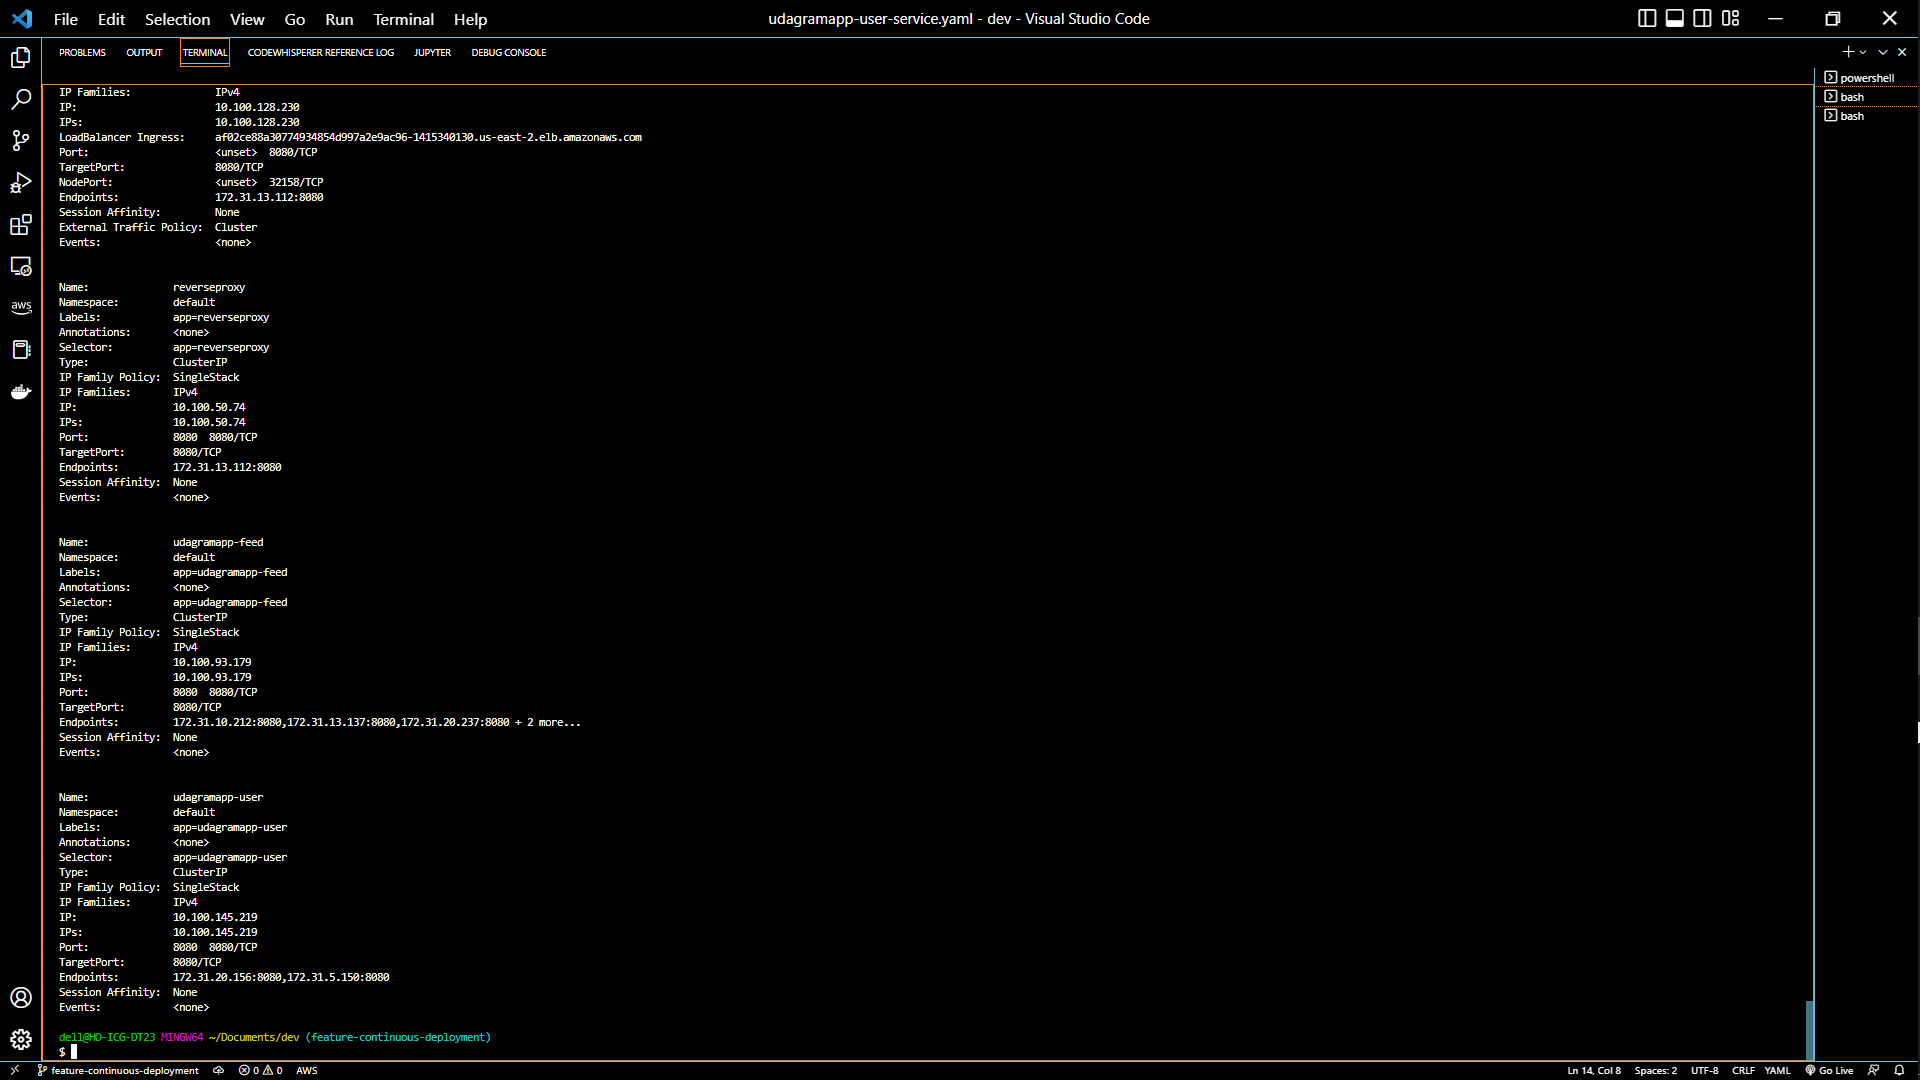 File Edit Selection View Go Run Terminal Help
udagramapp-user-service.yaml - dev - Visual Studio Code
PROBLEMS OUTPUT TERMINAL CODEWHISPERER REFERENCE LOG JUPYTER DEBUG CONSOLE
powershell
bash
bash
aws
IP Families: IPv4
IP: 10.100.128.230
IPs: 10.100.128.230
LoadBalancer Ingress: af02ce88a30774934854d997a2e9ac96-1415340130.us-east-2.elb.amazonaws.com
Port: <unset> 8080/TCP
TargetPort: 8080/TCP
NodePort: <unset> 32158/TCP
Endpoints: 172.31.13.112:8080
Session Affinity: None
External Traffic Policy: Cluster
Events: <none>
Name: reverseproxy
Namespace: default
Labels: app=reverseproxy
Annotations: <none>
Selector: app=reverseproxy
Type: ClusterIP
IP Family Policy: SingleStack
IP Families: IPv4
IP: 10.100.50.74
IPs: 10.100.50.74
Port: 8080 8080/TCP
TargetPort: 8080/TCP
Endpoints: 172.31.13.112:8080
Session Affinity: None
Events: <none>
Name: udagramapp-feed
Namespace: default
Labels: app=udagramapp-feed
Annotations: <none>
Selector: app=udagramapp-feed
Type: ClusterIP
IP Family Policy: SingleStack
IP Families: IPv4
IP: 10.100.93.179
IPs: 10.100.93.179
Port: 8080 8080/TCP
TargetPort: 8080/TCP
Endpoints: 172.31.10.212:8080,172.31.13.137:8080,172.31.20.237:8080 + 2 more...
Session Affinity: None
Events: <none>
Name: udagramapp-user
Namespace: default
Labels: app=udagramapp-user
Annotations: <none>
Selector: app=udagramapp-user
Type: ClusterIP
IP Family Policy: SingleStack
IP Families: IPv4
IP: 10.100.145.219
IPs: 10.100.145.219
Port: 8080 8080/TCP
TargetPort: 8080/TCP
Endpoints: 172.31.20.156:8080,172.31.5.150:8080
Session Affinity: None
Events: <none>
dell@HO-ICG-DT23 MINGW64 ~/Documents/dev (feature-continuous-deployment)
$
feature-continuous-deployment 0 0 AWS
Ln 14, Col 8 Spaces: 2 UTF-8 CRLF YAML Go Live